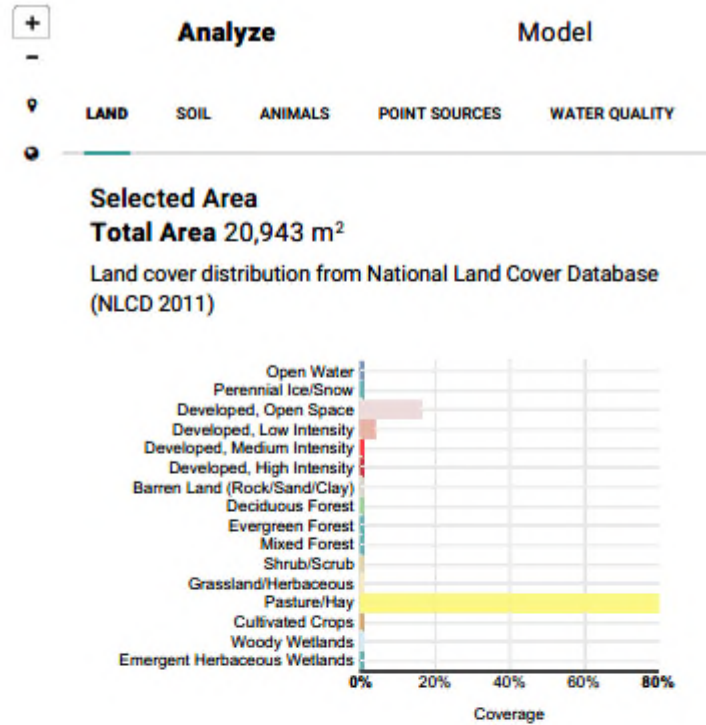 +
Analyze Model
-
LAND SOIL ANIMALS POINT SOURCES WATER QUALITY
Selected Area
Total Area 20,943 m²
Land cover distribution from National Land Cover Database
(NLCD 2011)
Open Water
Perennial Ice/Snow
Developed, Open Space
Developed, Low Intensity
Developed, Medium Intensity
Developed, High Intensity
Barren Land (Rock/Sand/Clay)
Deciduous Forest
Evergreen Forest
Mixed Forest
Shrub/Scrub
Grassland/Herbaceous
Pasture/Hay
Cultivated Crops
Woody Wetlands
Emergent Herbaceous Wetlands
0% 20% 40% 60% 80%
Coverage